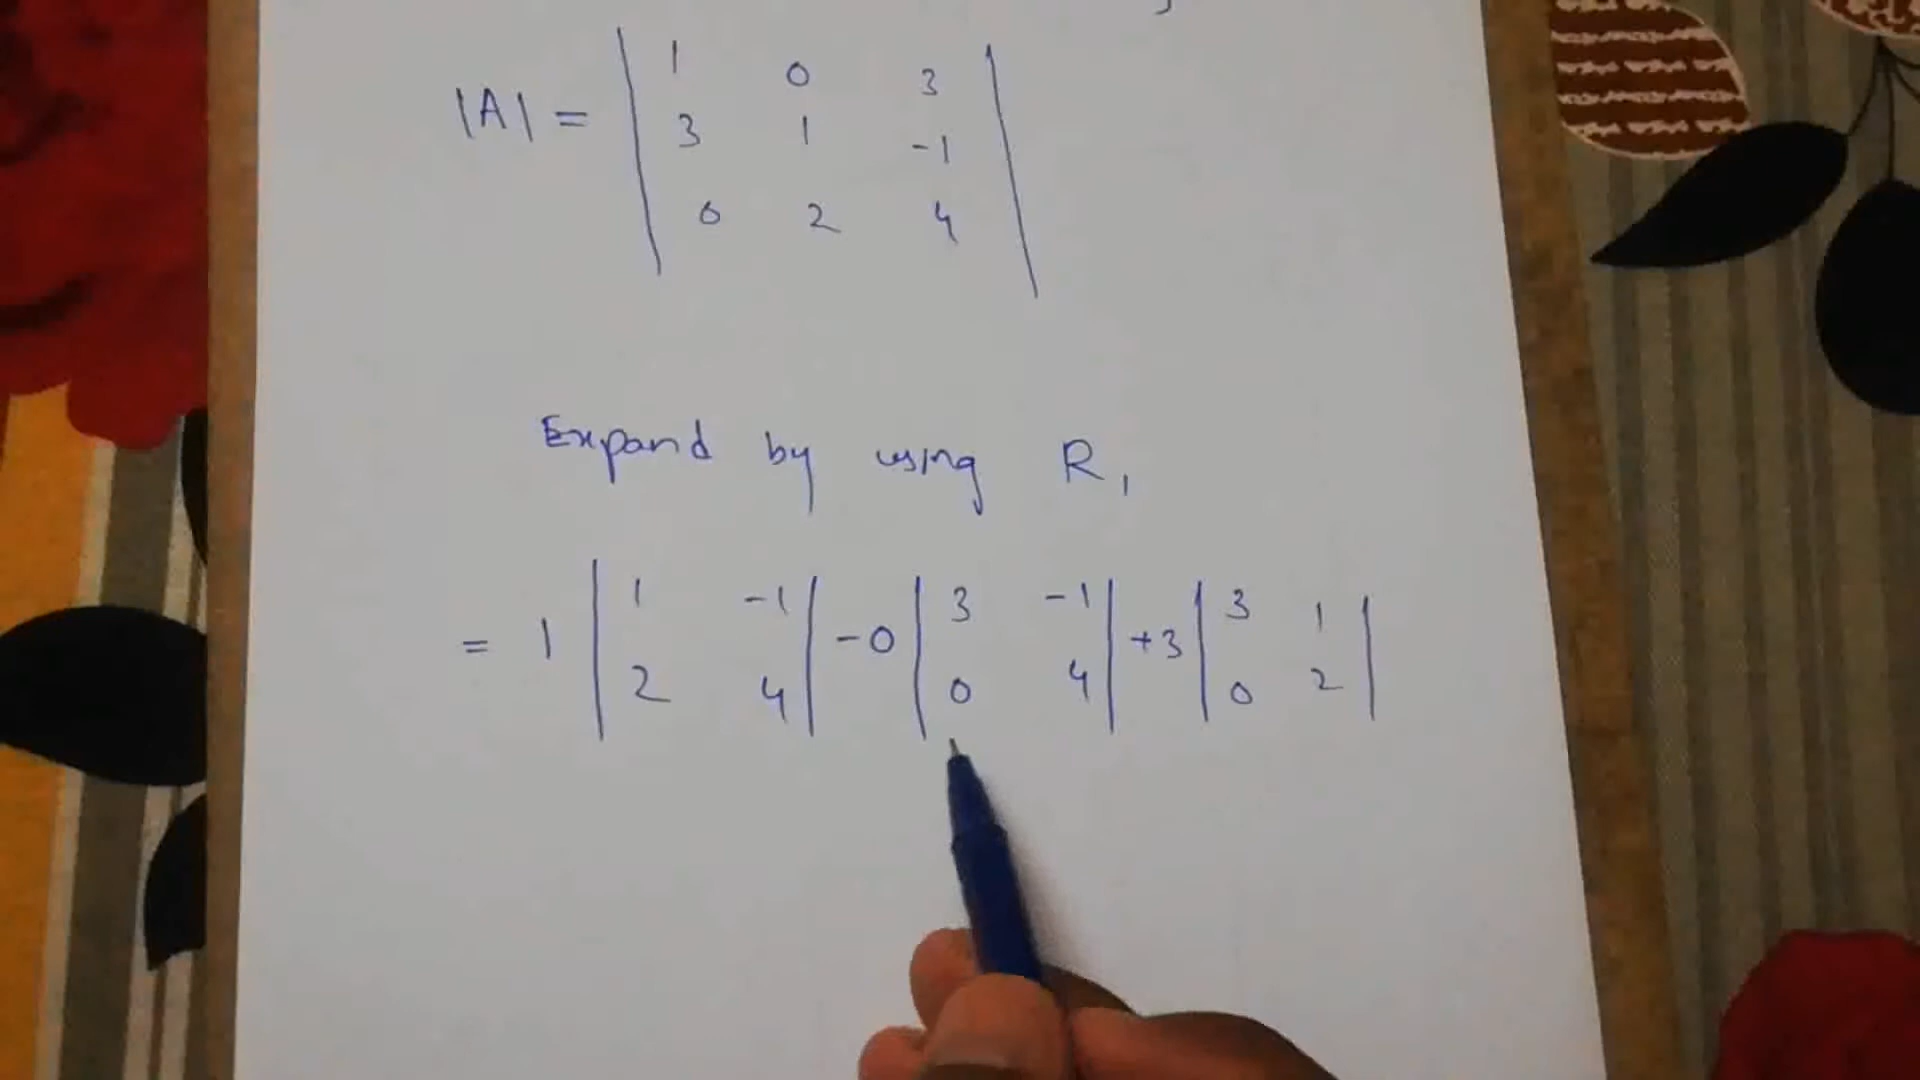 |A| = | 1 0 3 |
| 3 1 -1 |
| 0 2 4 |
Expand by using R₁
= 1 | 1 -1 | -0 | 3 -1 | +3 | 3 1 |
| 2 4 | | 0 4 | | 0 2 |